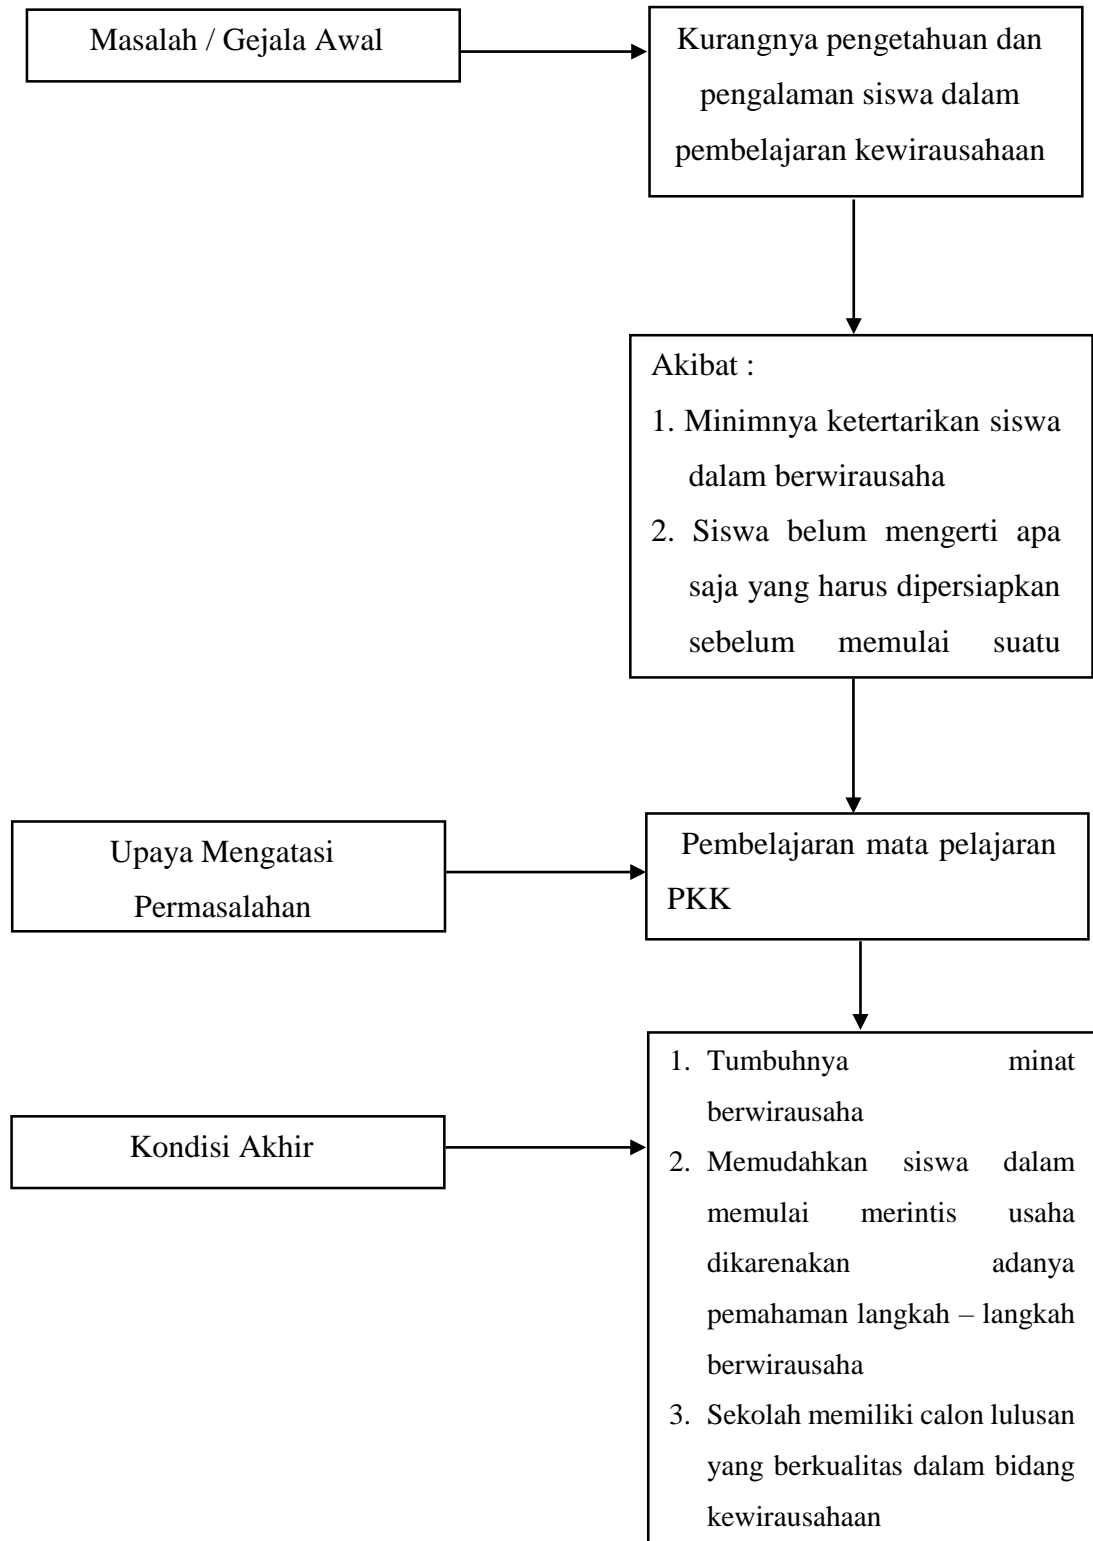 Masalah / Gejala Awal
Kurangnya pengetahuan dan
pengalaman siswa dalam
pembelajaran kewirausahaan
Akibat :
1. Minimnya ketertarikan siswa
dalam berwirausaha
2. Siswa belum mengerti apa
saja yang harus dipersiapkan
sebelum memulai suatu
Upaya Mengatasi
Permasalahan
Pembelajaran mata pelajaran
PKK
Kondisi Akhir
1. Tumbuhnya minat
berwirausaha
2. Memudahkan siswa dalam
memulai merintis usaha
dikarenakan adanya
pemahaman langkah – langkah
berwirausaha
3. Sekolah memiliki calon lulusan
yang berkualitas dalam bidang
kewirausahaan